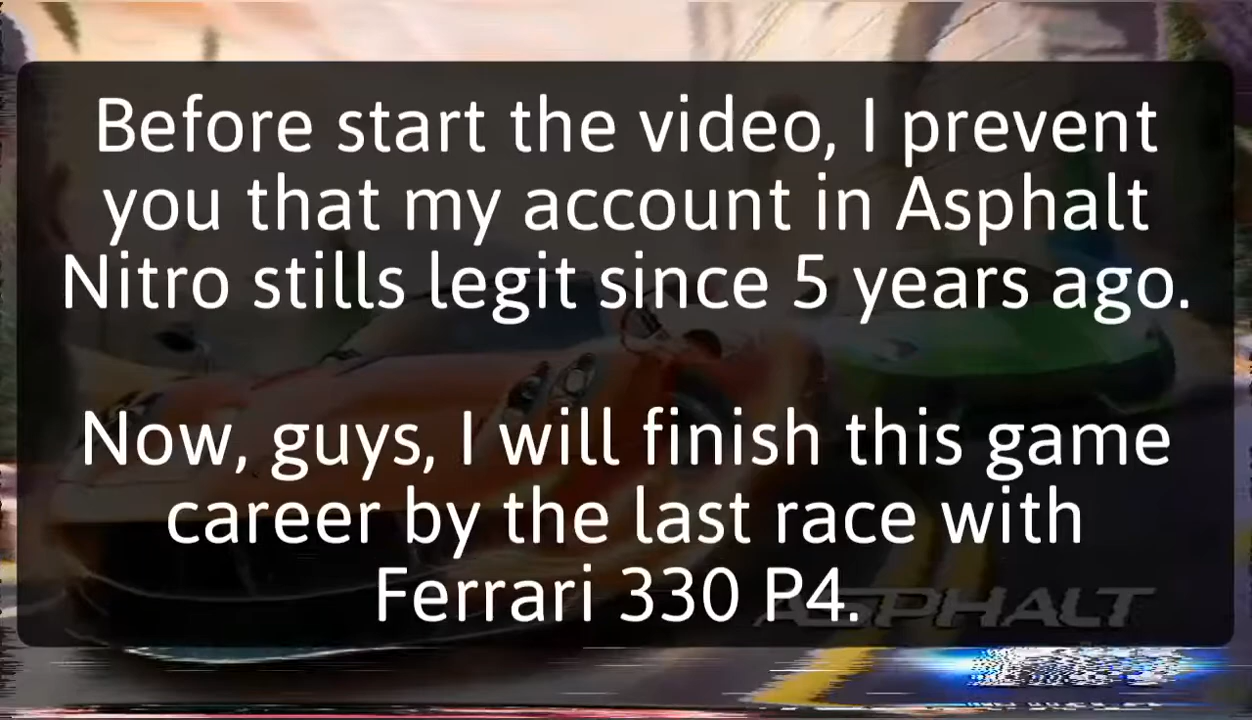 Before start the video, I prevent
you that my account in Asphalt
Nitro stills legit since 5 years ago.
Now, guys, I will finish this game
career by the last race with
Ferrari 330 P4.
ASPHALT